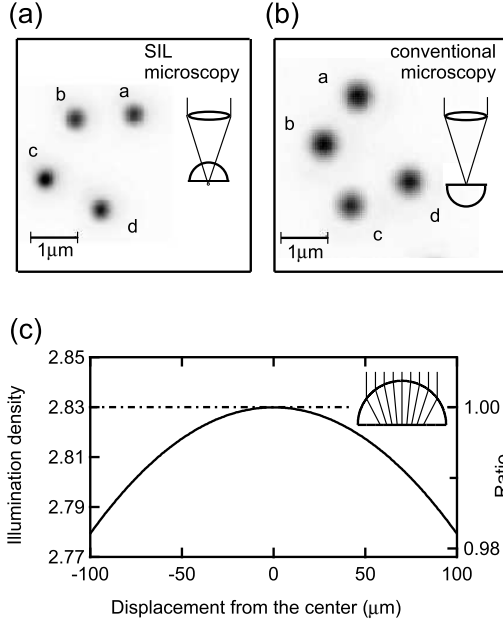 (a)
SIL
microscopy
a
b
c
d
1μm
(b)
conventional
microscopy
a
b
c
d
1μm
(c)
2.85
2.83
2.81
2.79
2.77
Illumination density
1.00
0.98
Ratio
-100
-50
0
50
100
Displacement from the center (μm)